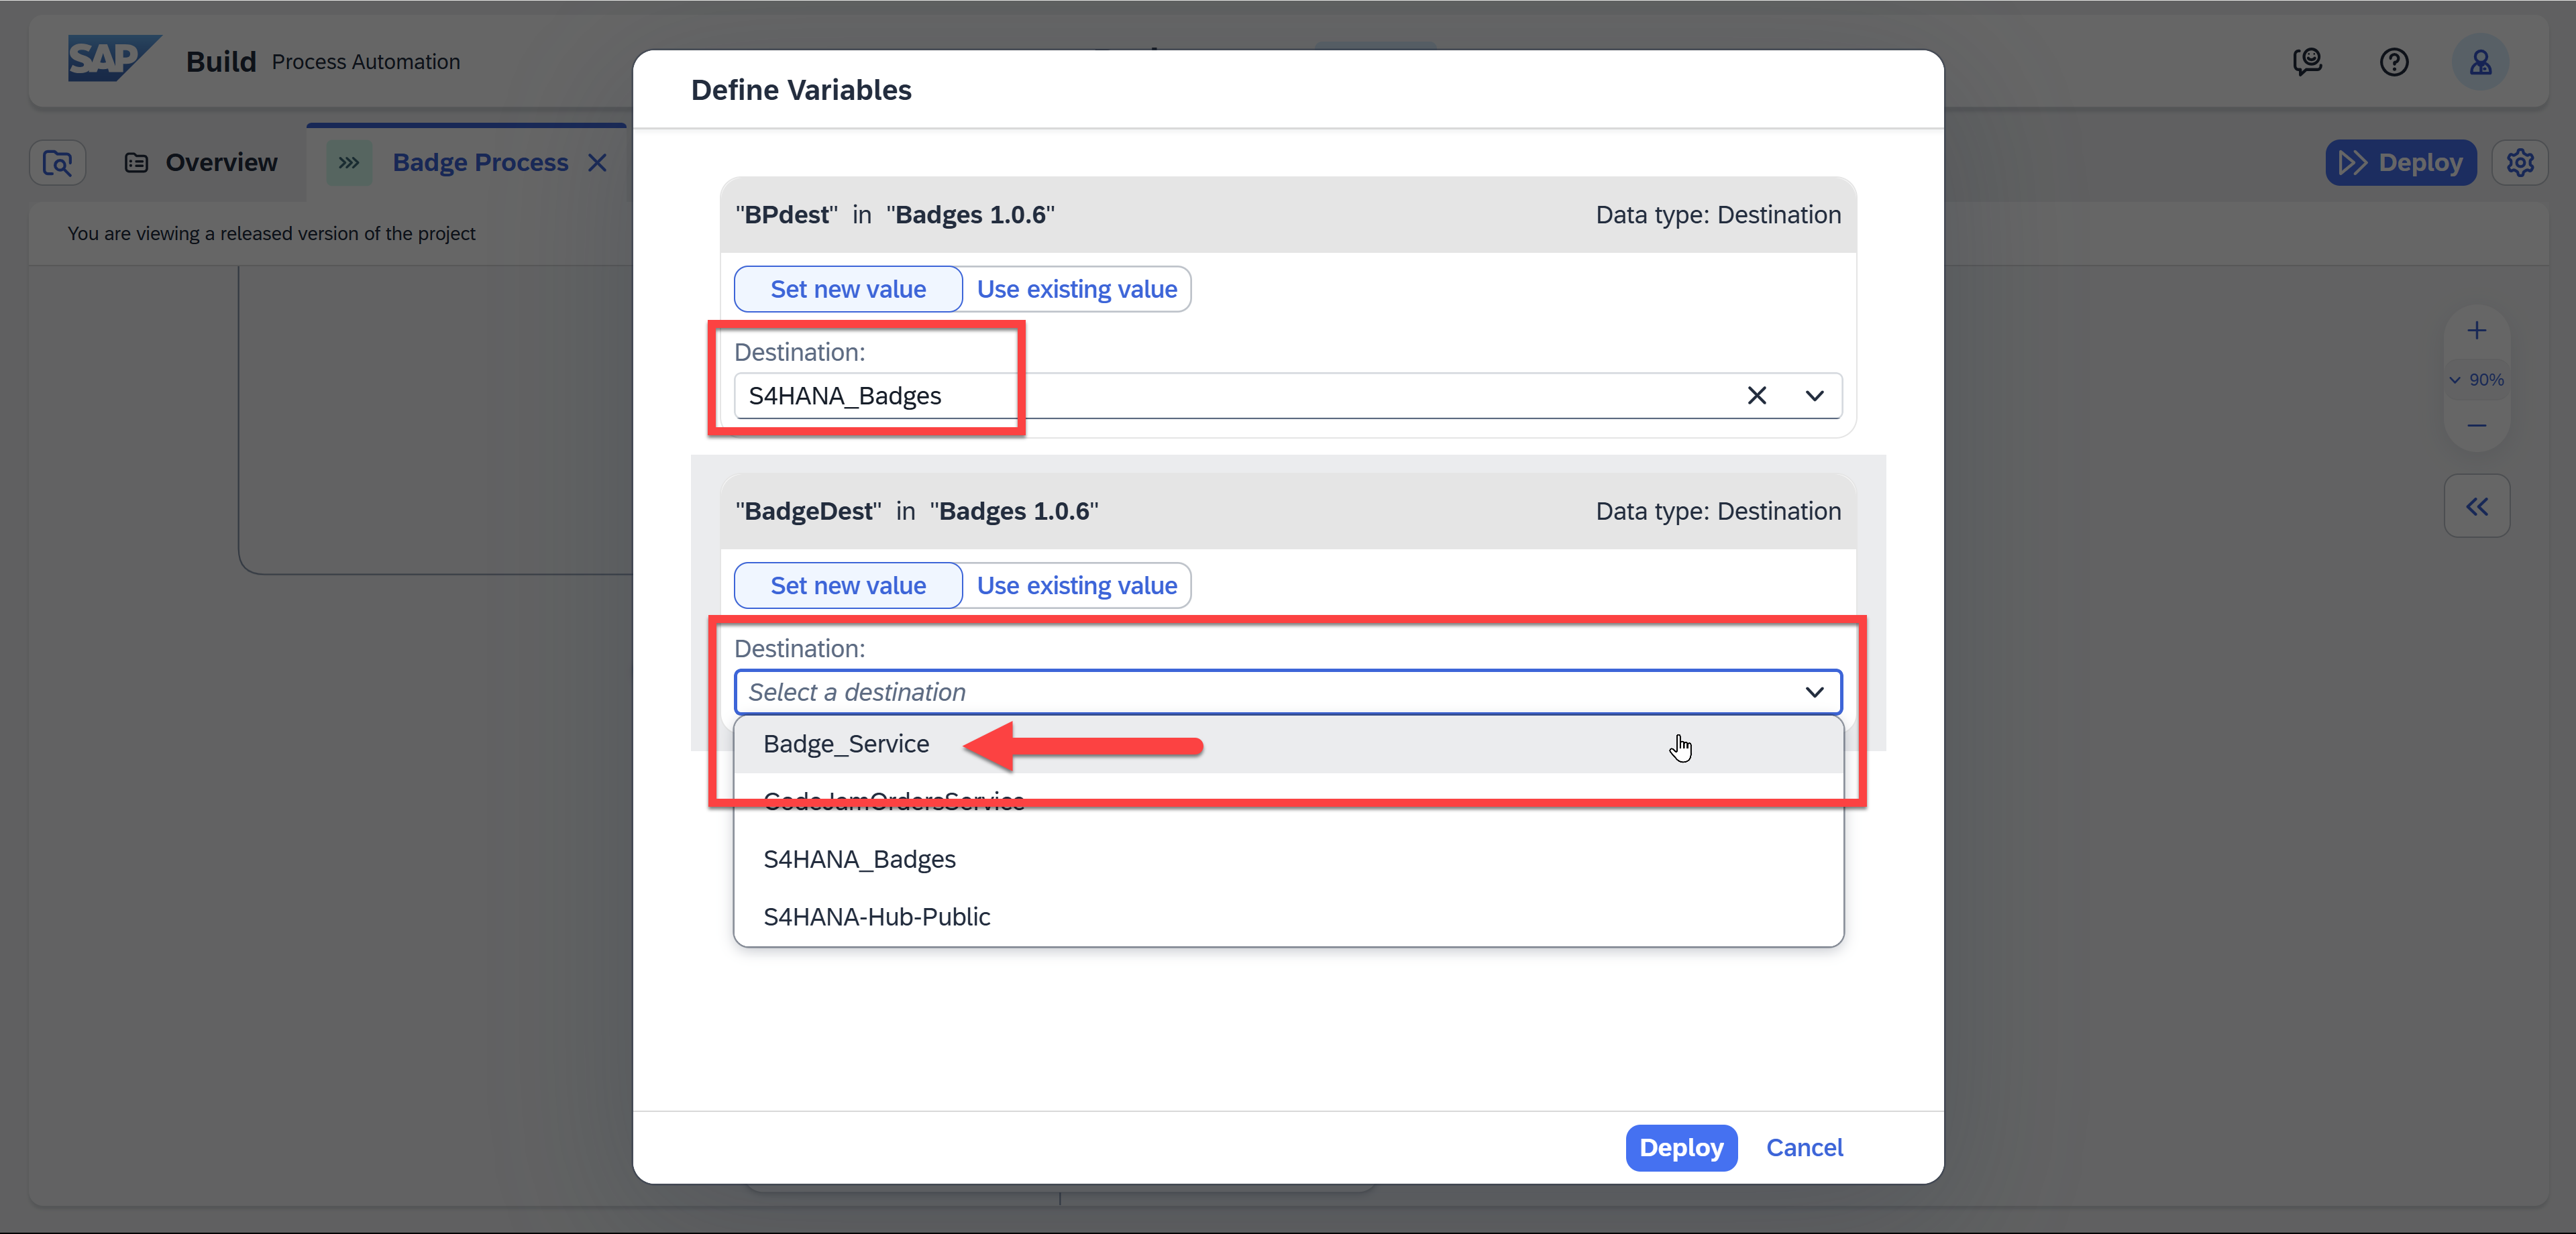 SAP Build Process Automation
Overview
Badge Process
Deploy
You are viewing a released version of the project
90%
Define Variables
"BPdest" in "Badges 1.0.6" Data type: Destination
Set new value Use existing value
Destination:
S4HANA_Badges
"BadgeDest" in "Badges 1.0.6" Data type: Destination
Set new value Use existing value
Destination:
Select a destination
Badge_Service
CodeJamOrdersService
S4HANA_Badges
S4HANA-Hub-Public
Deploy Cancel